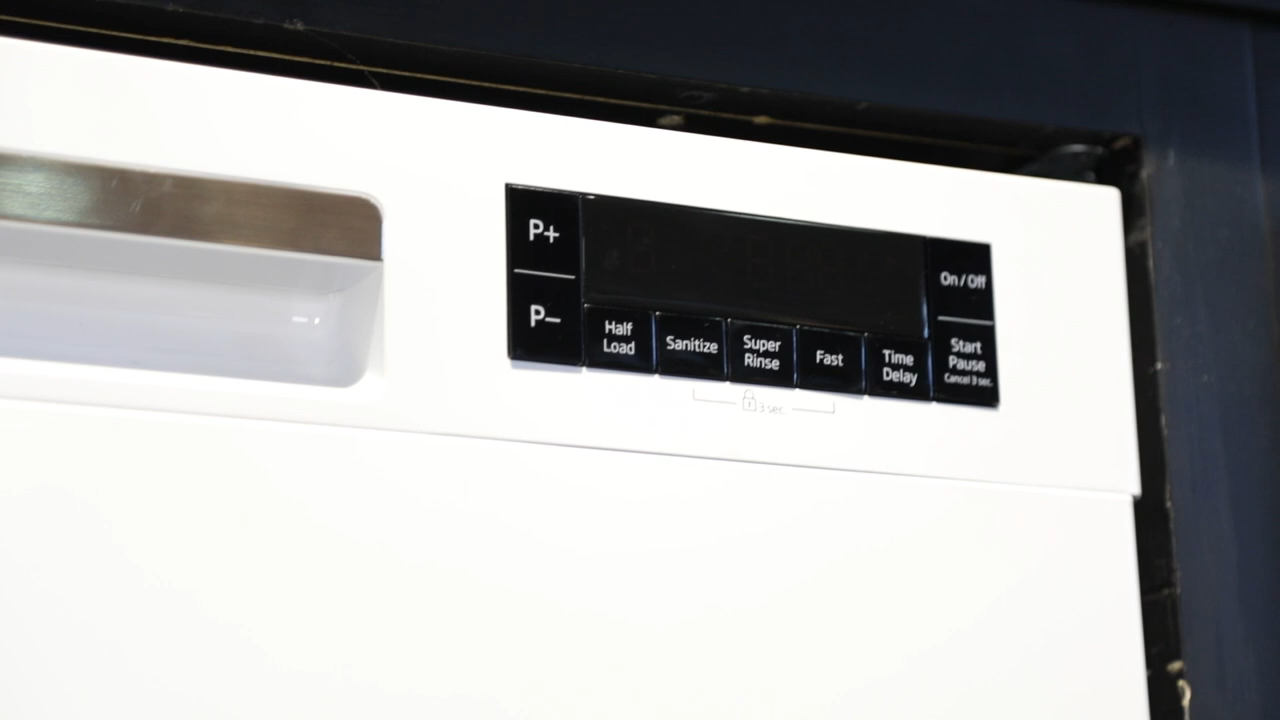 P+
P−
On / Off
Half
Load
Sanitize
Super
Rinse
Fast
Time
Delay
Start
Pause
Cancel 3 sec.
3 sec.